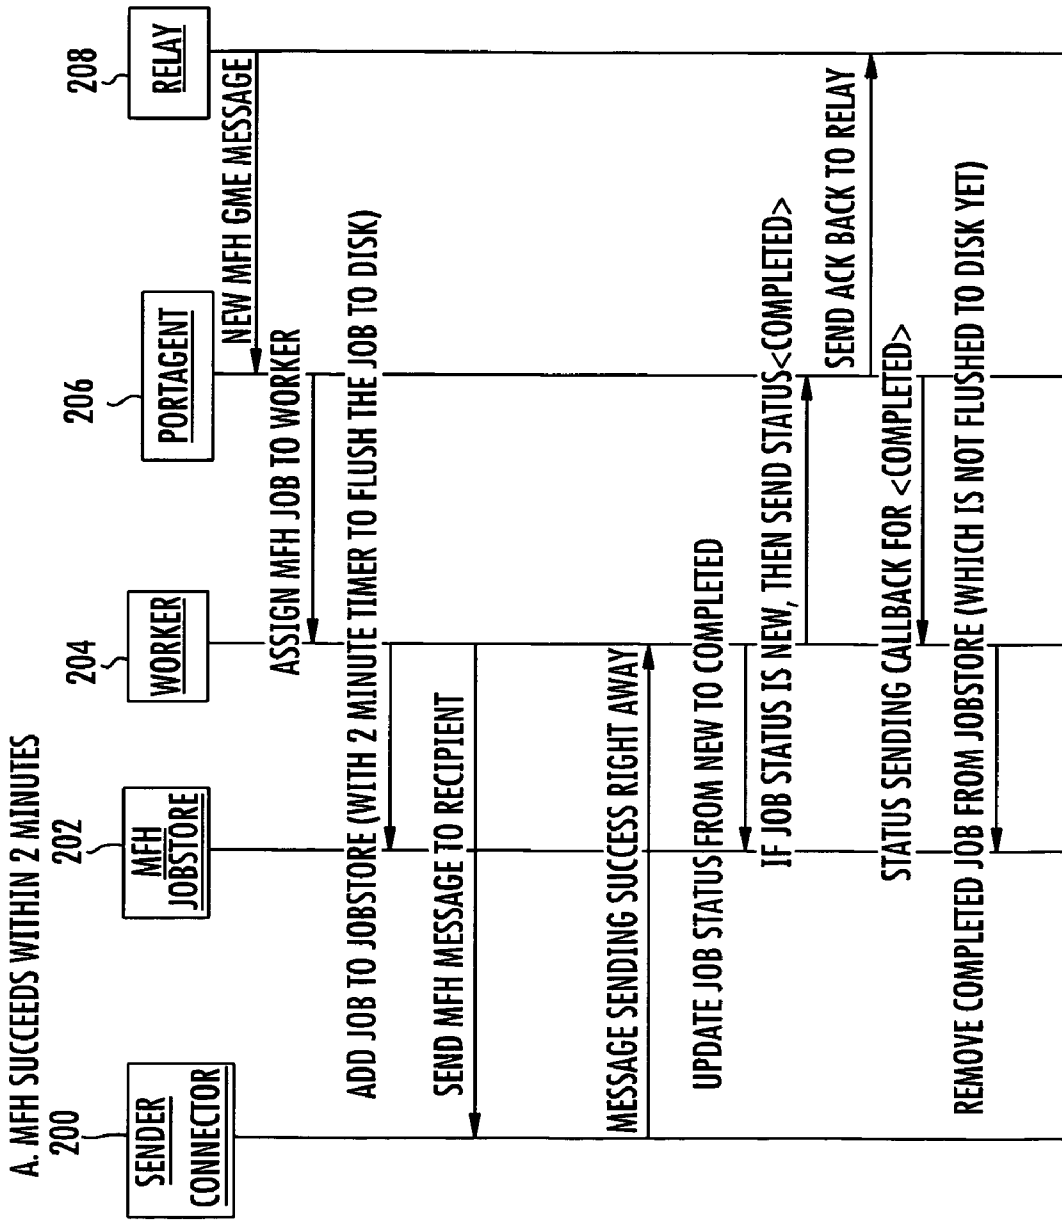 A. MFH SUCCEEDS WITHIN 2 MINUTES
200
202
204
206
208
SENDER
CONNECTOR
MFH
JOBSTORE
WORKER
PORTAGENT
RELAY
NEW MFH GME MESSAGE
ASSIGN MFH JOB TO WORKER
ADD JOB TO JOBSTORE (WITH 2 MINUTE TIMER TO FLUSH THE JOB TO DISK)
SEND MFH MESSAGE TO RECIPIENT
MESSAGE SENDING SUCCESS RIGHT AWAY
UPDATE JOB STATUS FROM NEW TO COMPLETED
IF JOB STATUS IS NEW, THEN SEND STATUS<COMPLETED>
SEND ACK BACK TO RELAY
STATUS SENDING CALLBACK FOR <COMPLETED>
REMOVE COMPLETED JOB FROM JOBSTORE (WHICH IS NOT FLUSHED TO DISK YET)